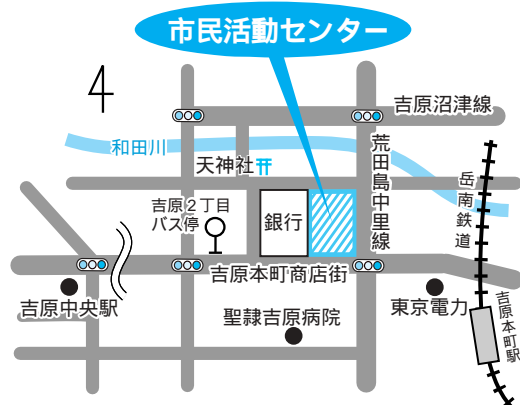 市民活動センター
吉原沼津線
和田川
天神社
荒田島中里線
岳南鉄道
吉原2丁目
バス停
銀行
吉原本町商店街
吉原中央駅
東京電力
吉原本町駅
聖隷吉原病院